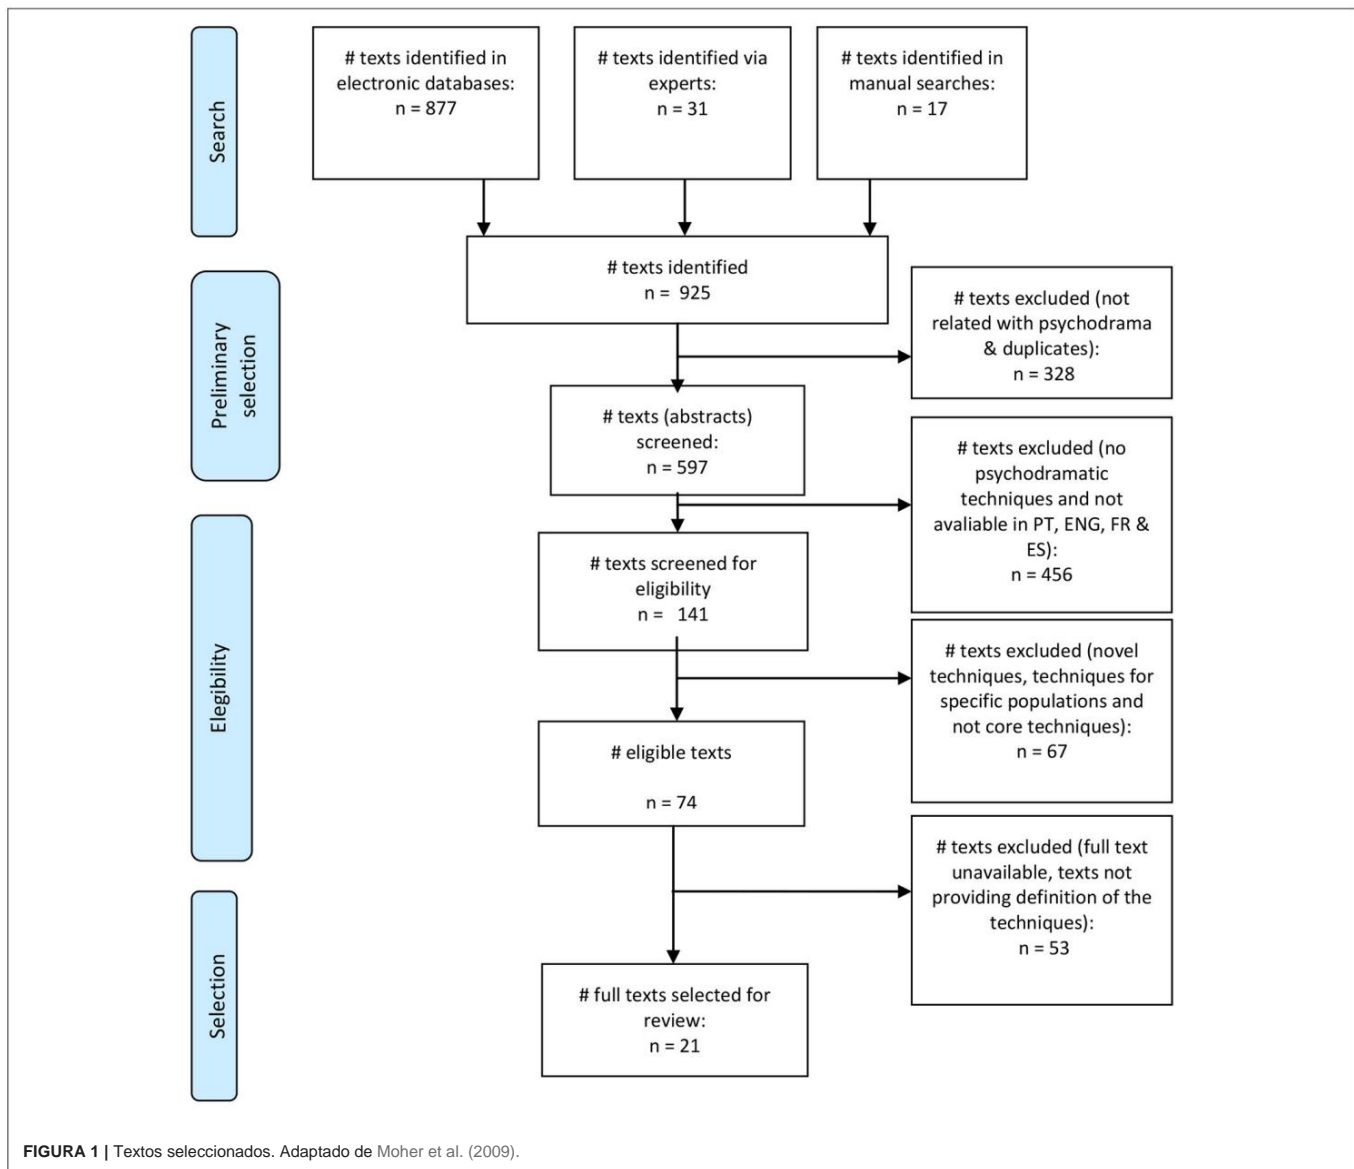 Search
# texts identified in
electronic databases:
n = 877
# texts identified via
experts:
n = 31
# texts identified in
manual searches:
n = 17
# texts identified
n = 925
Preliminary
selection
# texts excluded (not
related with psychodrama
& duplicates):
n = 328
# texts (abstracts)
screened:
n = 597
# texts excluded (no
psychodramatic
techniques and not
avaliable in PT, ENG, FR &
ES):
n = 456
Elegibility
# texts screened for
eligibility
n = 141
# texts excluded (novel
techniques, techniques for
specific populations and
not core techniques):
n = 67
# eligible texts
n = 74
# texts excluded (full text
unavailable, texts not
providing definition of the
techniques):
n = 53
Selection
# full texts selected for
review:
n = 21
FIGURA 1 | Textos seleccionados. Adaptado de Moher et al. (2009).